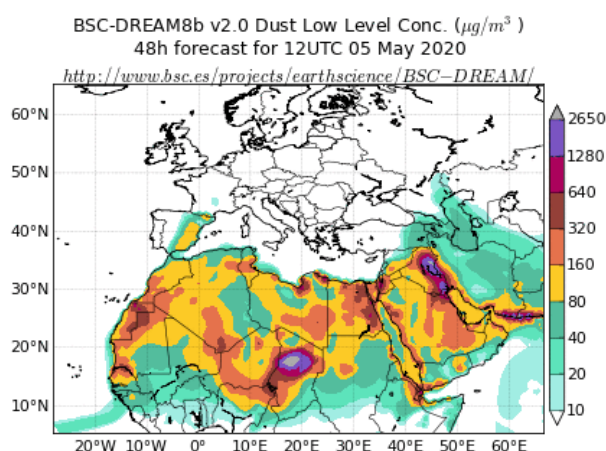 BSC-DREAM8b v2.0 Dust Low Level Conc. (μg/m³ )
48h forecast for 12UTC 05 May 2020
http://www.bsc.es/projects/earthscience/BSC−DREAM/
60°N
50°N
40°N
30°N
20°N
10°N
20°W 10°W 0° 10°E 20°E 30°E 40°E 50°E 60°E
2650
1280
640
320
160
80
40
20
10